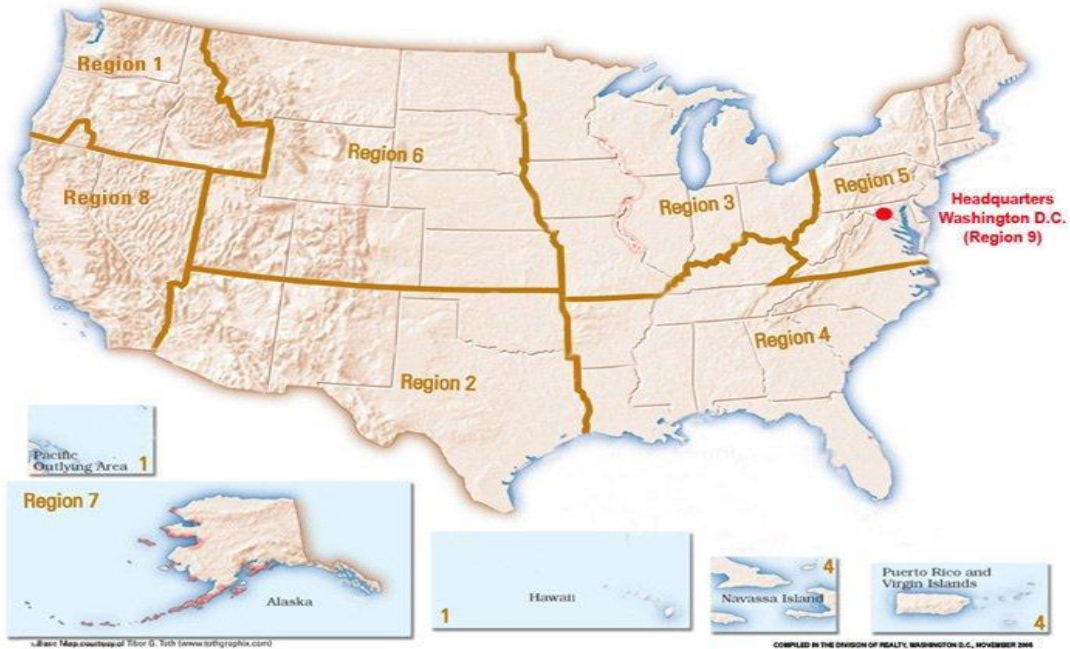 Region 1
Region 6
Region 8
Region 3
Region 5
Headquarters
Washington D.C.
(Region 9)
Region 4
Region 2
Pacific
Outlying Area 1
Region 7
Alaska
Hawaii
1
4
Navassa Island
Puerto Rico and
Virgin Islands
4
Base Map courtesy of Tibor G. Toth (www.tothgraphix.com)
COMPILED IN THE DIVISION OF REALTY, WASHINGTON D.C., NOVEMBER